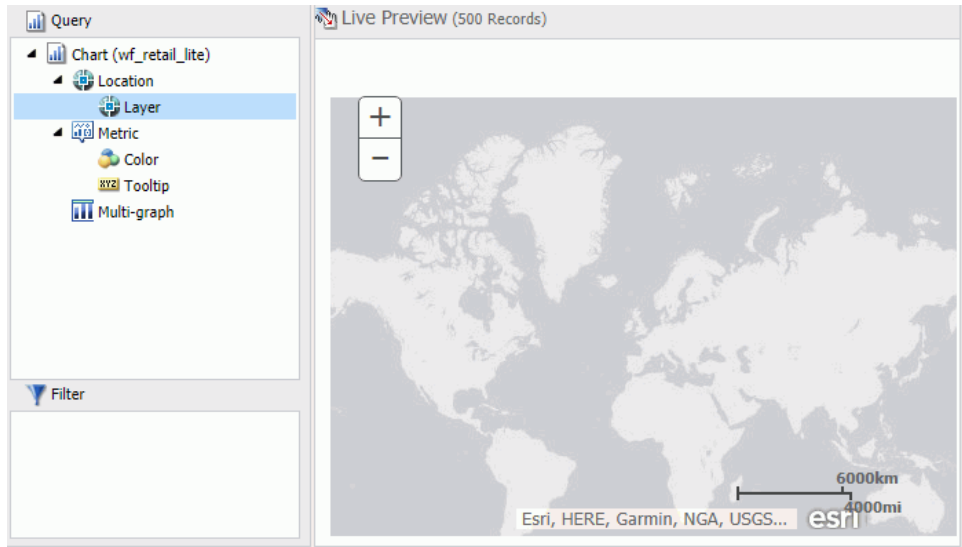 Query
Chart (wf_retail_lite)
Location
Layer
Metric
Color
XYZ Tooltip
Multi-graph
Filter
Live Preview (500 Records)
+
−
6000km
4000mi
Esri, HERE, Garmin, NGA, USGS...
esri